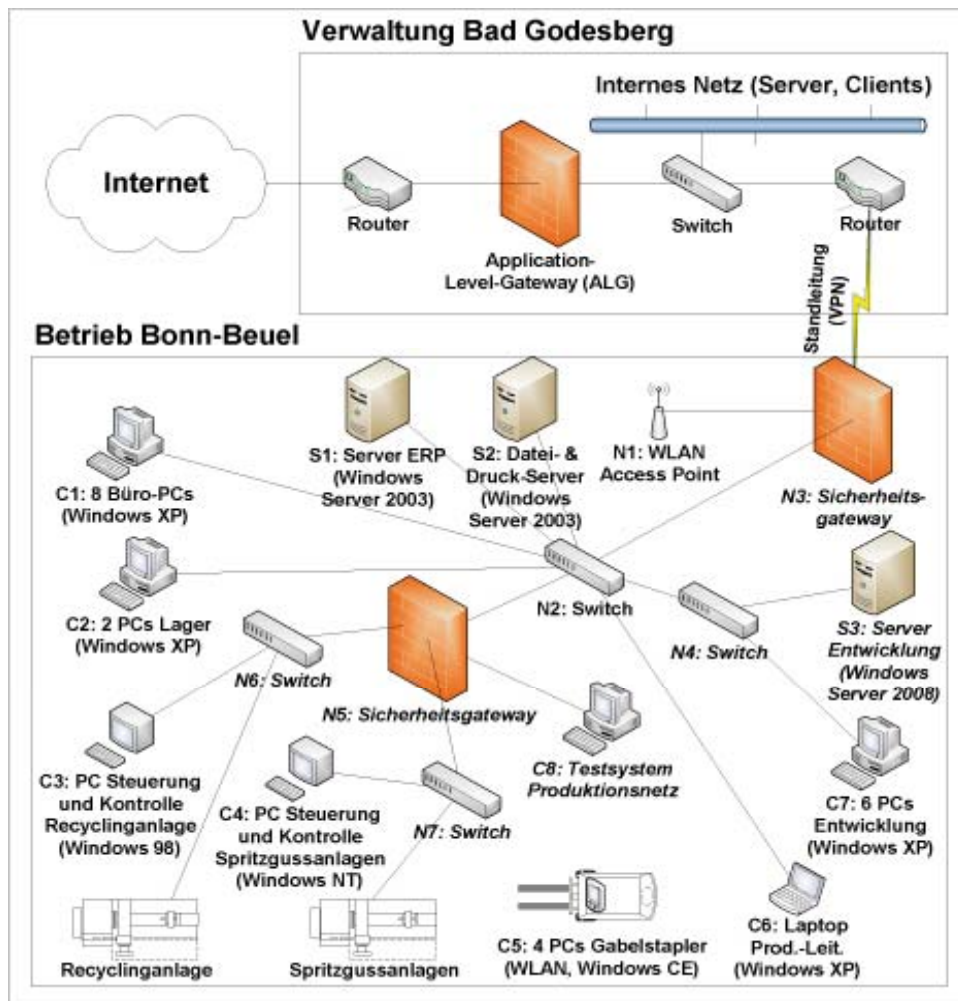 Verwaltung Bad Godesberg
Internes Netz (Server, Clients)
Internet
Router
Application-
Level-Gateway (ALG)
Switch
Router
Standleitung
(VPN)
Betrieb Bonn-Beuel
C1: 8 Büro-PCs
(Windows XP)
S1: Server ERP
(Windows
Server 2003)
S2: Datei- &
Druck-Server
(Windows
Server 2003)
N1: WLAN
Access Point
N3: Sicherheits-
gateway
C2: 2 PCs Lager
(Windows XP)
N2: Switch
N4: Switch
S3: Server
Entwicklung
(Windows
Server 2008)
N6: Switch
N5: Sicherheitsgateway
C3: PC Steuerung
und Kontrolle
Recyclinganlage
(Windows 98)
C4: PC Steuerung
und Kontrolle
Spritzgussanlagen
(Windows NT)
N7: Switch
C8: Testsystem
Produktionsnetz
C7: 6 PCs
Entwicklung
(Windows XP)
Recyclinganlage
Spritzgussanlagen
C5: 4 PCs Gabelstapler
(WLAN, Windows CE)
C6: Laptop
Prod.-Leit.
(Windows XP)